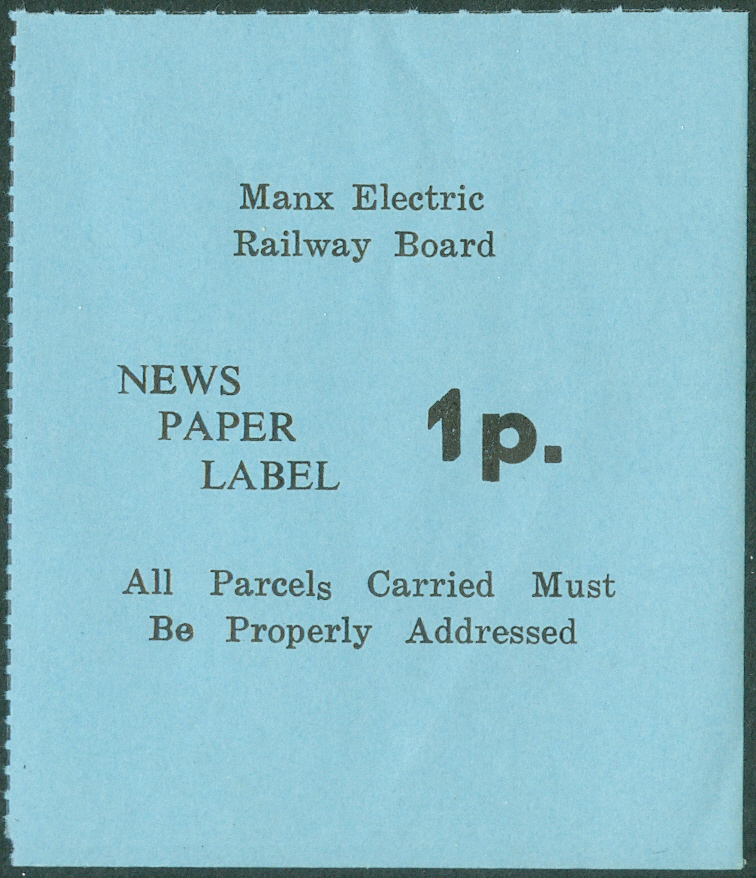 Manx Electric
Railway Board
NEWS
PAPER
LABEL
1p.
All Parcels Carried Must
Be Properly Addressed